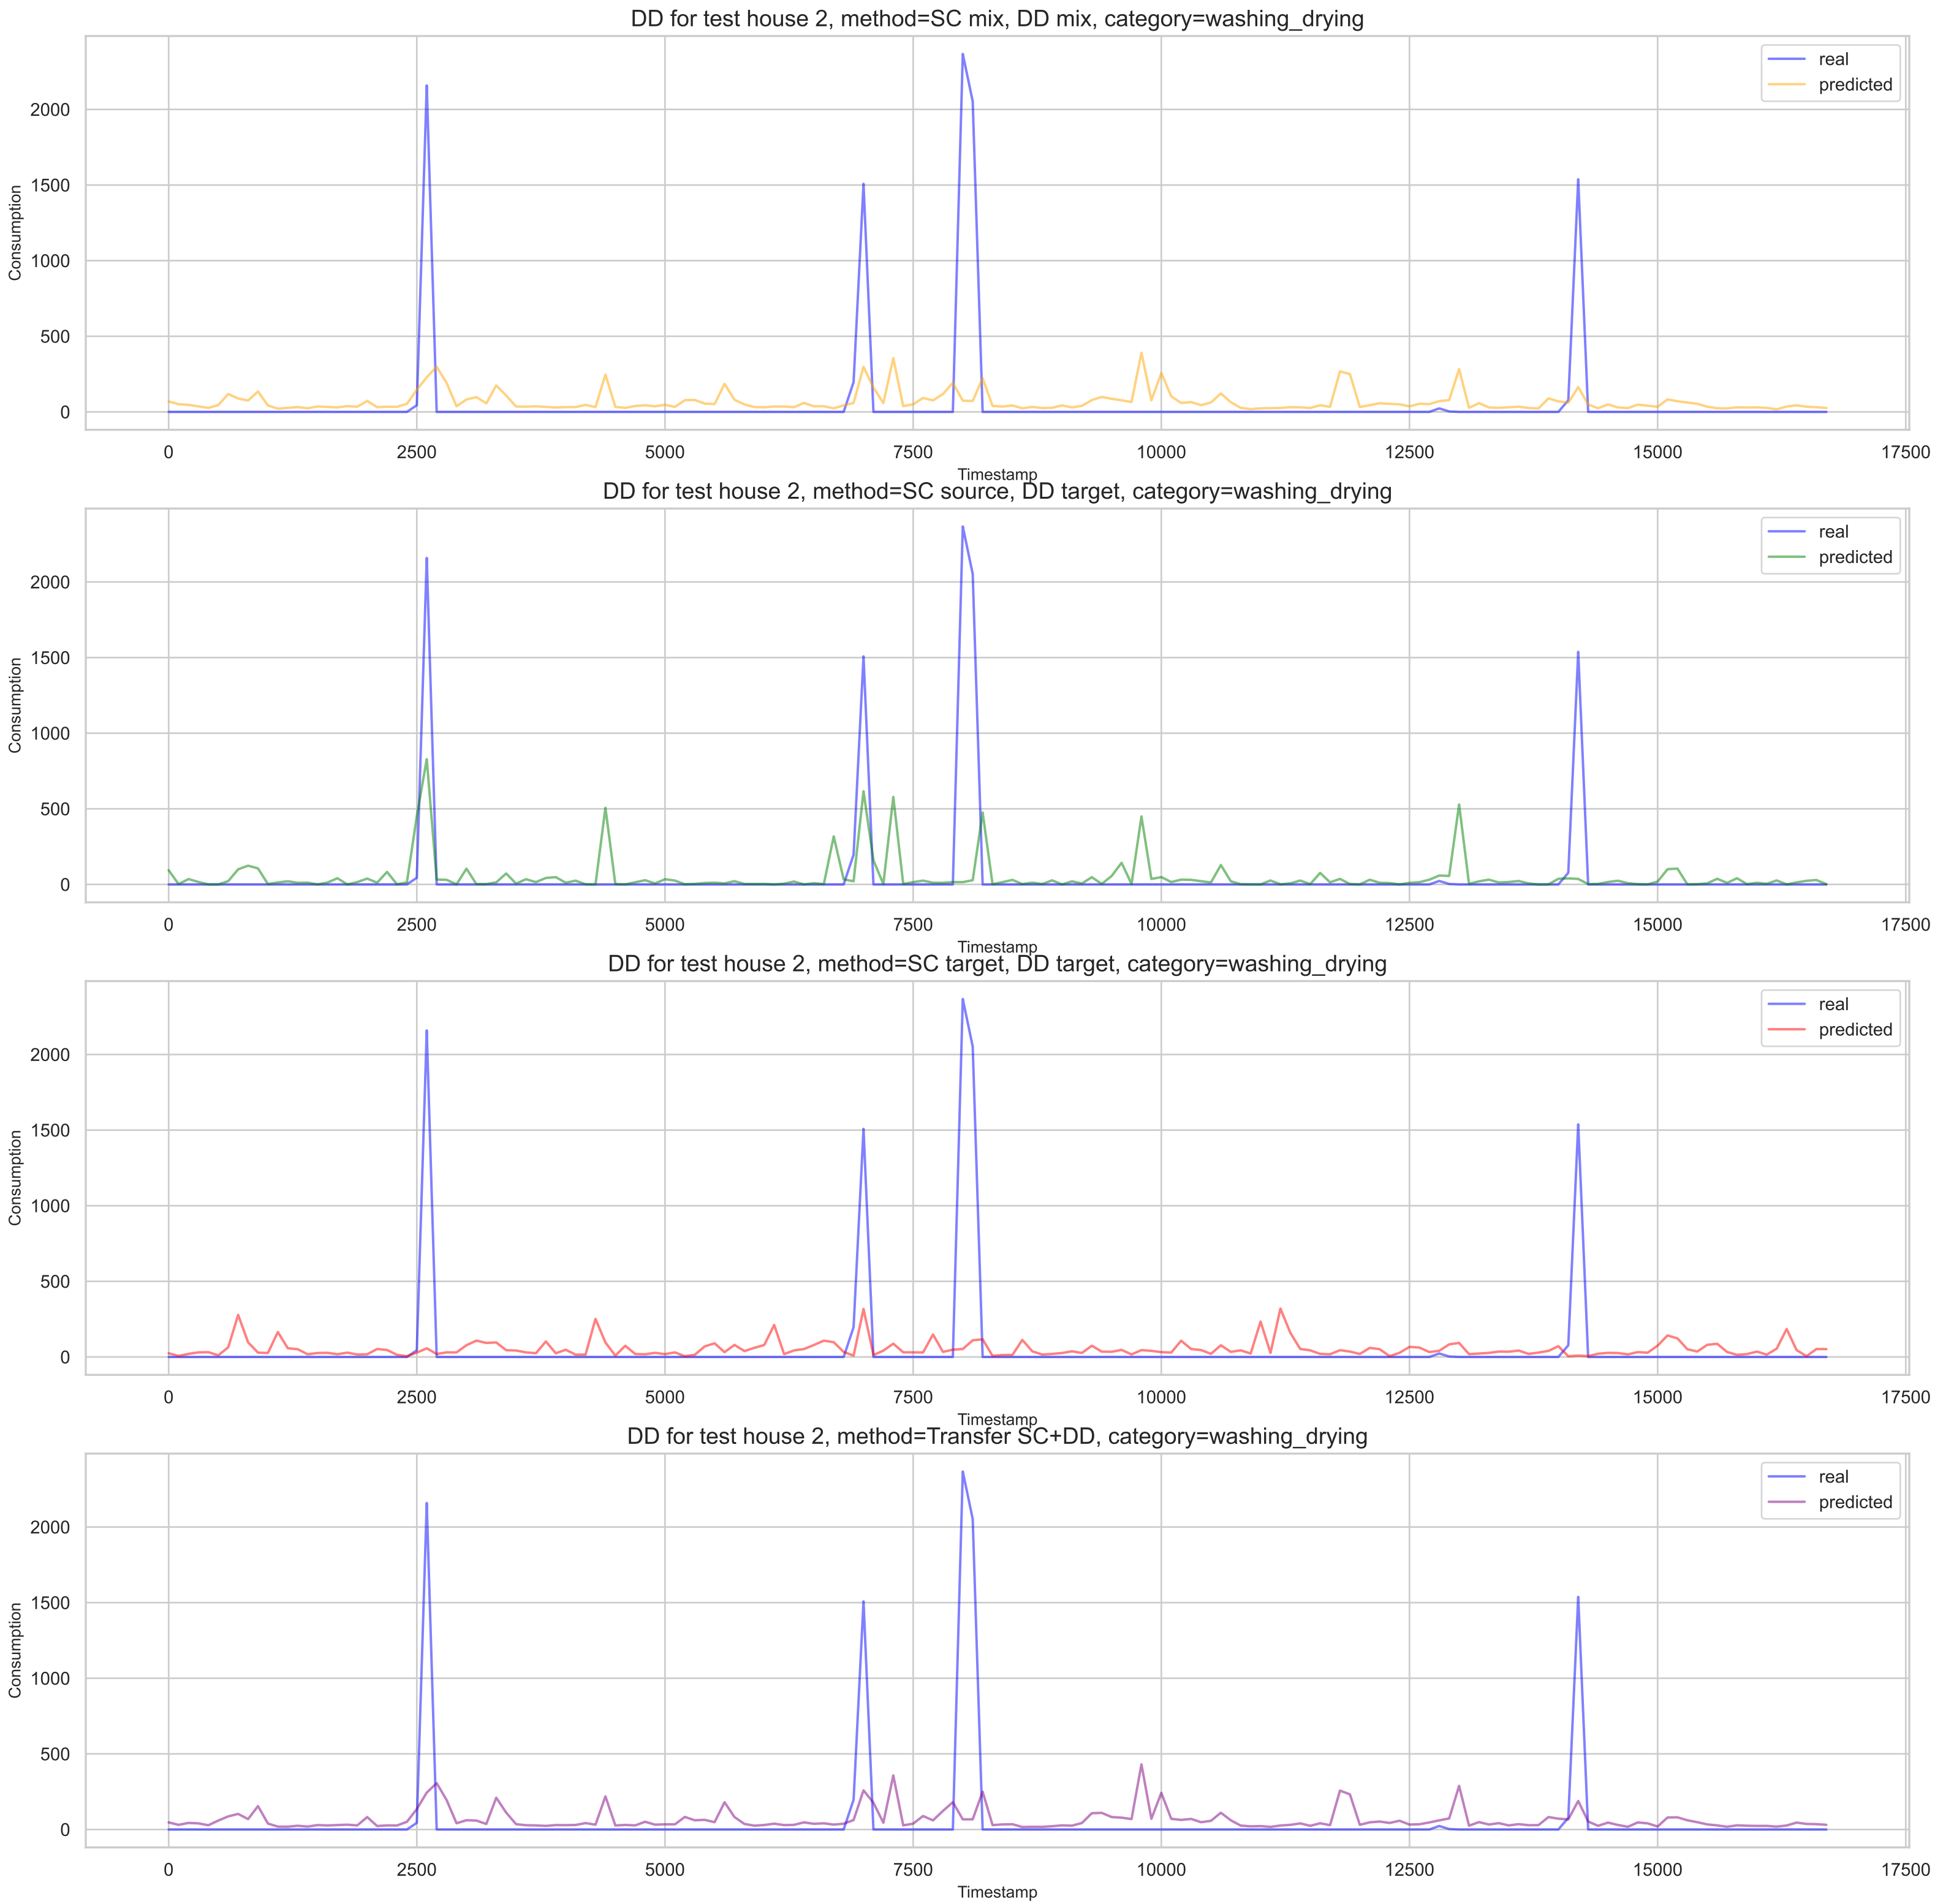 DD for test house 2, method=SC mix, DD mix, category=washing_drying
real
predicted
Consumption
2000
1500
1000
500
0
0 2500 5000 7500 10000 12500 15000 17500
Timestamp
DD for test house 2, method=SC source, DD target, category=washing_drying
real
predicted
Consumption
2000
1500
1000
500
0
0 2500 5000 7500 10000 12500 15000 17500
Timestamp
DD for test house 2, method=SC target, DD target, category=washing_drying
real
predicted
Consumption
2000
1500
1000
500
0
0 2500 5000 7500 10000 12500 15000 17500
Timestamp
DD for test house 2, method=Transfer SC+DD, category=washing_drying
real
predicted
Consumption
2000
1500
1000
500
0
0 2500 5000 7500 10000 12500 15000 17500
Timestamp